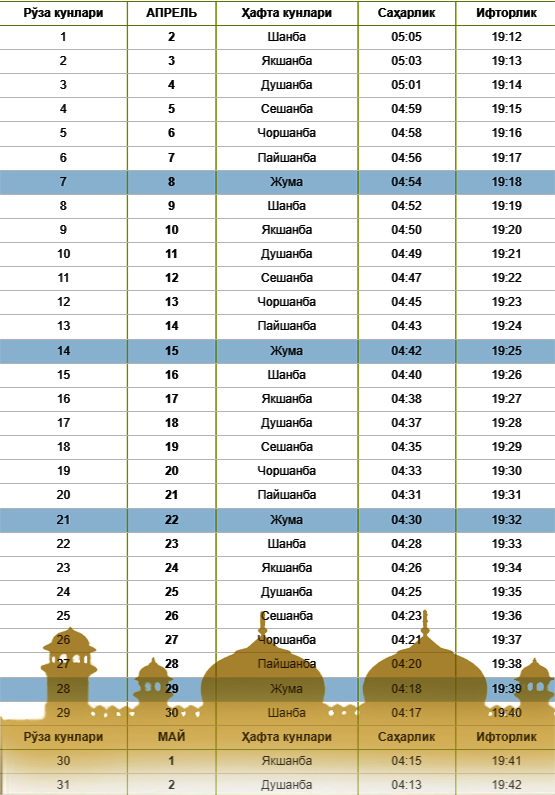 Рўза кунлари АПРЕЛЬ Ҳафта кунлари Саҳарлик Ифторлик
1 2 Шанба 05:05 19:12
2 3 Якшанба 05:03 19:13
3 4 Душанба 05:01 19:14
4 5 Сешанба 04:59 19:15
5 6 Чоршанба 04:58 19:16
6 7 Пайшанба 04:56 19:17
7 8 Жума 04:54 19:18
8 9 Шанба 04:52 19:19
9 10 Якшанба 04:50 19:20
10 11 Душанба 04:49 19:21
11 12 Сешанба 04:47 19:22
12 13 Чоршанба 04:45 19:23
13 14 Пайшанба 04:43 19:24
14 15 Жума 04:42 19:25
15 16 Шанба 04:40 19:26
16 17 Якшанба 04:38 19:27
17 18 Душанба 04:37 19:28
18 19 Сешанба 04:35 19:29
19 20 Чоршанба 04:33 19:30
20 21 Пайшанба 04:31 19:31
21 22 Жума 04:30 19:32
22 23 Шанба 04:28 19:33
23 24 Якшанба 04:26 19:34
24 25 Душанба 04:25 19:35
25 26 Сешанба 04:23 19:36
26 27 Чоршанба 04:21 19:37
27 28 Пайшанба 04:20 19:38
28 29 Жума 04:18 19:39
29 30 Шанба 04:17 19:40
Рўза кунлари МАЙ Ҳафта кунлари Саҳарлик Ифторлик
30 1 Якшанба 04:15 19:41
31 2 Душанба 04:13 19:42